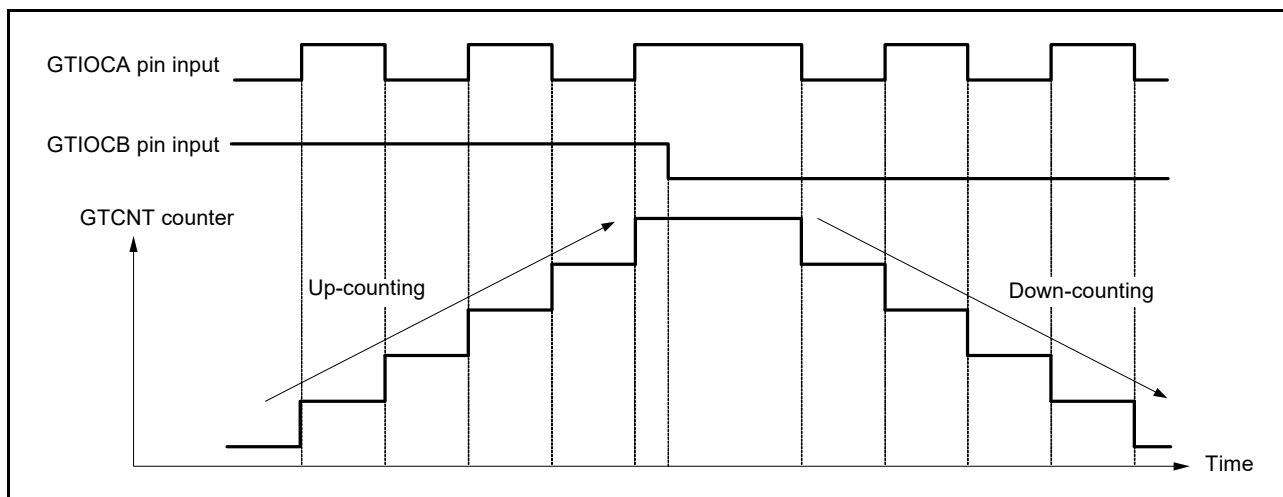 GTIOCA pin input
GTIOCB pin input
GTCNT counter
Up-counting
Down-counting
Time